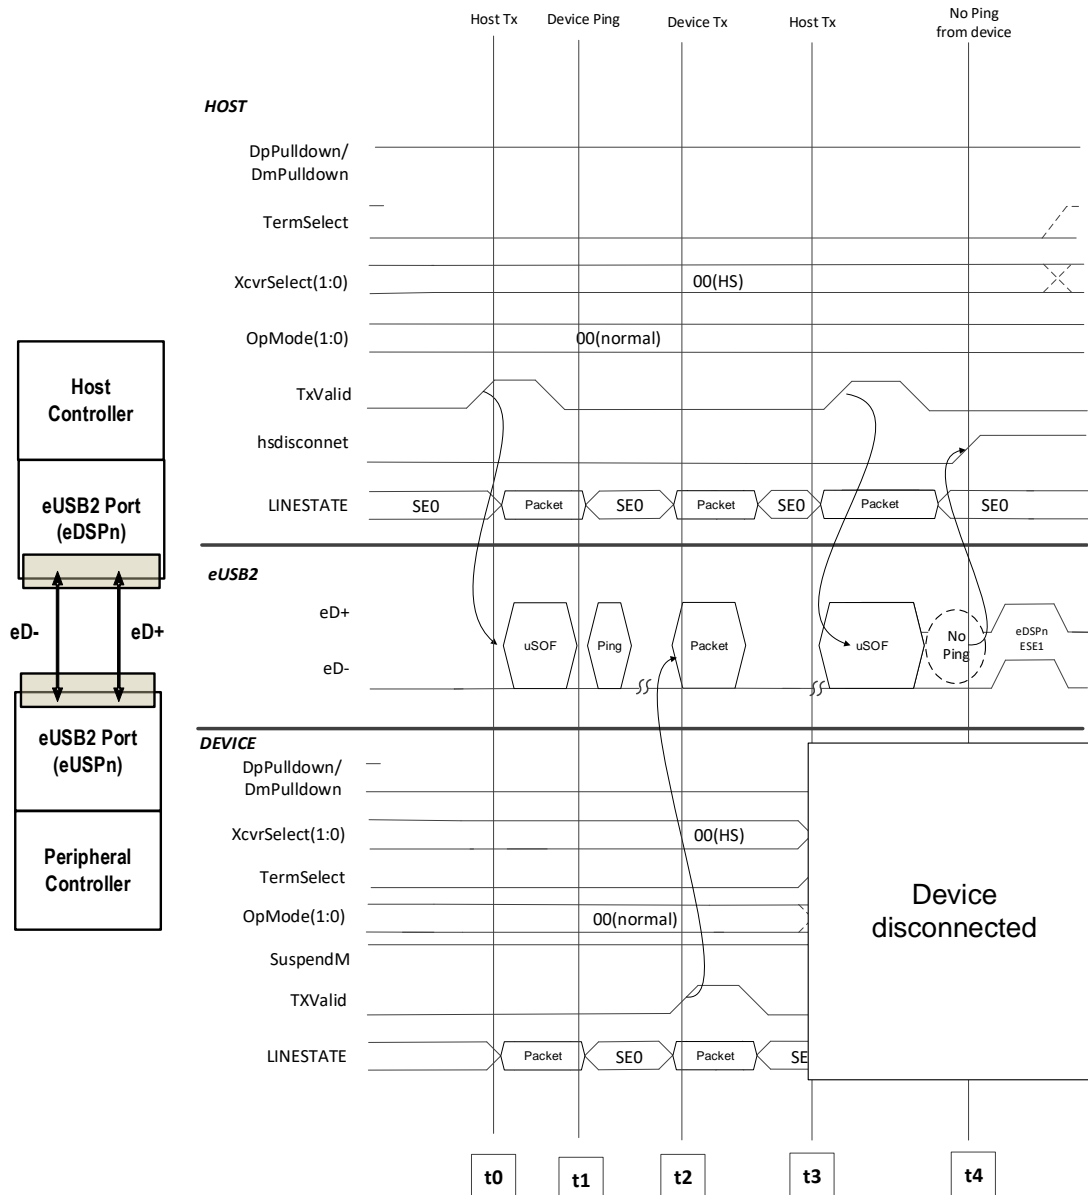 Host Tx
Device Ping
Device Tx
Host Tx
No Ping
from device
HOST
DpPulldown/
DmPulldown
TermSelect
XcvrSelect(1:0)
00(HS)
OpMode(1:0)
00(normal)
TxValid
hsdisconnet
LINESTATE
SE0
Packet
SE0
Packet
SE0
Packet
SE0
Host
Controller
eUSB2 Port
(eDSPn)
eD-
eD+
eUSB2 Port
(eUSPn)
Peripheral
Controller
eUSB2
eD+
eD-
uSOF
Ping
Packet
uSOF
No
Ping
eDSPn
ESE1
DEVICE
DpPulldown/
DmPulldown
XcvrSelect(1:0)
00(HS)
TermSelect
OpMode(1:0)
00(normal)
SuspendM
TXValid
LINESTATE
Packet
SE0
Packet
SE
Device
disconnected
t0
t1
t2
t3
t4